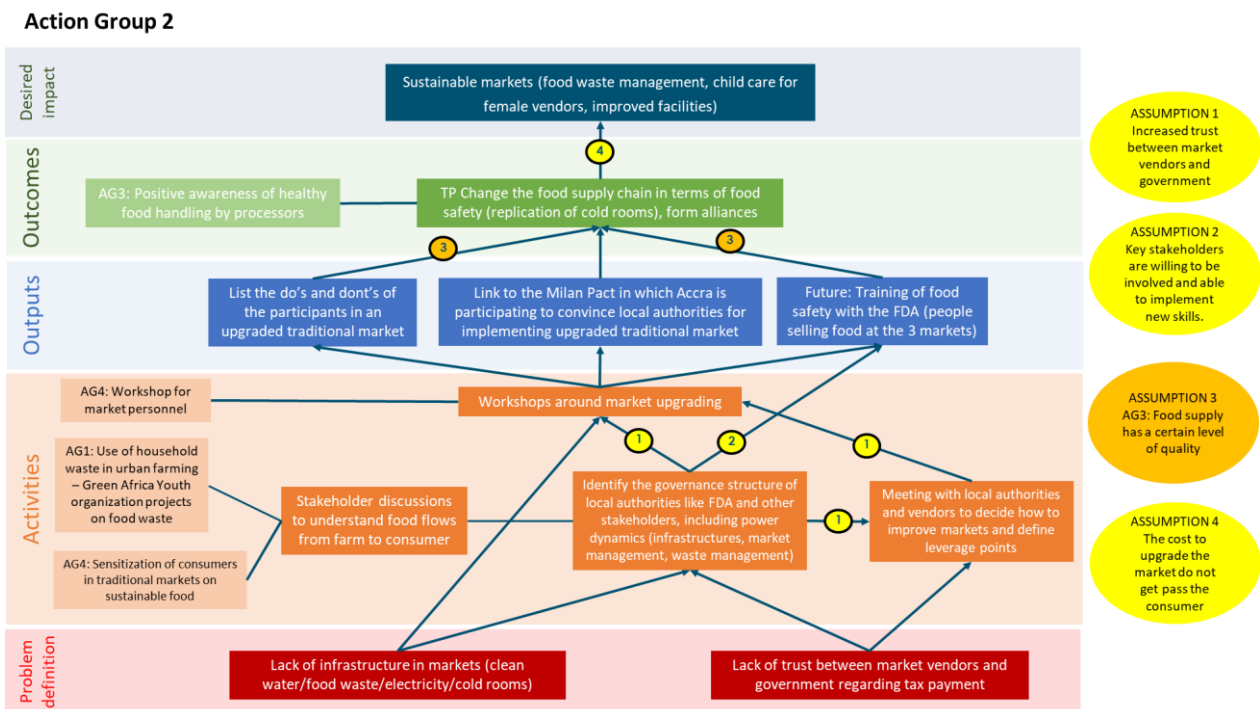 Action Group 2
Desired
impact
Sustainable markets (food waste management, child care for
female vendors, improved facilities)
4
Outcomes
AG3: Positive awareness of healthy
food handling by processors
TP Change the food supply chain in terms of food
safety (replication of cold rooms), form alliances
3
3
Outputs
List the do's and dont's of
the participants in an
upgraded traditional market
Link to the Milan Pact in which Accra is
participating to convince local authorities for
implementing upgraded traditional market
Future: Training of food
safety with the FDA (people
selling food at the 3 markets)
Activities
AG4: Workshop for
market personnel
Workshops around market upgrading
1
2
1
AG1: Use of household
waste in urban farming
– Green Africa Youth
organization projects
on food waste
Stakeholder discussions
to understand food flows
from farm to consumer
Identify the governance structure of
local authorities like FDA and other
stakeholders, including power
dynamics (infrastructures, market
management, waste management)
1
Meeting with local authorities
and vendors to decide how to
improve markets and define
leverage points
AG4: Sensitization of consumers
in traditional markets on
sustainable food
Problem
definition
Lack of infrastructure in markets (clean
water/food waste/electricity/cold rooms)
Lack of trust between market vendors and
government regarding tax payment
ASSUMPTION 1
Increased trust
between market
vendors and
government
ASSUMPTION 2
Key stakeholders
are willing to be
involved and able
to implement
new skills.
ASSUMPTION 3
AG3: Food supply
has a certain level
of quality
ASSUMPTION 4
The cost to
upgrade the
market do not
get pass the
consumer